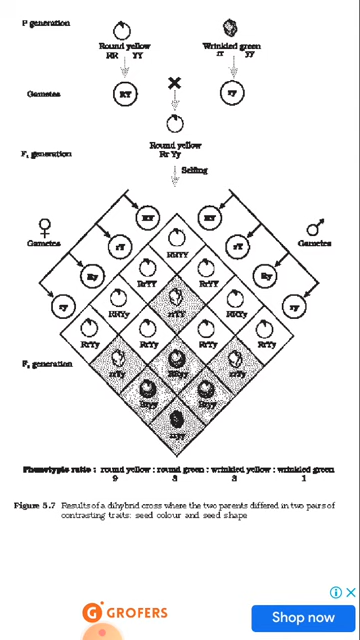 P generation
Round yellow
RR YY
Wrinkled green
rr yy
Gametes
RY
ry
Round yellow
Rr Yy
F₁ generation
Selfing
Gametes
Gametes
RY
RY
rY
rY
Ry
Ry
ry
ry
RRYY
RrYY
RrYY
RRYy
rrYY
RRYy
RrYy
RrYy
RrYy
RrYy
rrYy
RRyy
rrYy
Rryy
Rryy
rryy
F₂ generation
Phenotypic ratio : round yellow : round green : wrinkled yellow : wrinkled green
9 3 3 1
Figure 5.7 Results of a dihybrid cross where the two parents differed in two pairs of
contrasting traits: seed colour and seed shape
GROFERS
Shop now